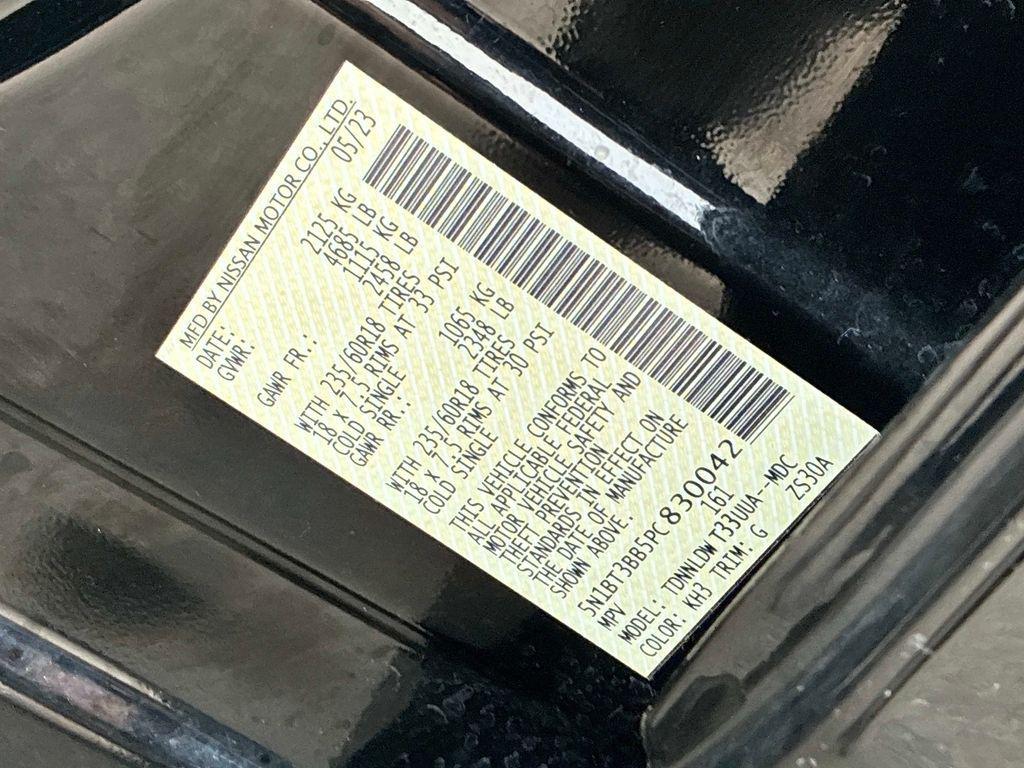 MFD BY NISSAN MOTOR CO.,LTD.
DATE: 05/23
GVWR: 2125 KG
4685 LB
GAWR FR.: 1115 KG
2458 LB
WITH 235/60R18 TIRES
18 X 7.5 RIMS AT 33 PSI
COLD SINGLE
GAWR RR.: 1065 KG
2348 LB
WITH 235/60R18 TIRES
18 X 7.5 RIMS AT 30 PSI
COLD SINGLE
THIS VEHICLE CONFORMS TO
ALL APPLICABLE FEDERAL
MOTOR VEHICLE SAFETY AND
THEFT PREVENTION
STANDARDS IN EFFECT ON
THE DATE OF MANUFACTURE
SHOWN ABOVE.
5N1BT3BB5PC830042
MPV 161
MODEL: TDNNLDWT33UUA--MDC
COLOR: KH3 TRIM: G ZS30A